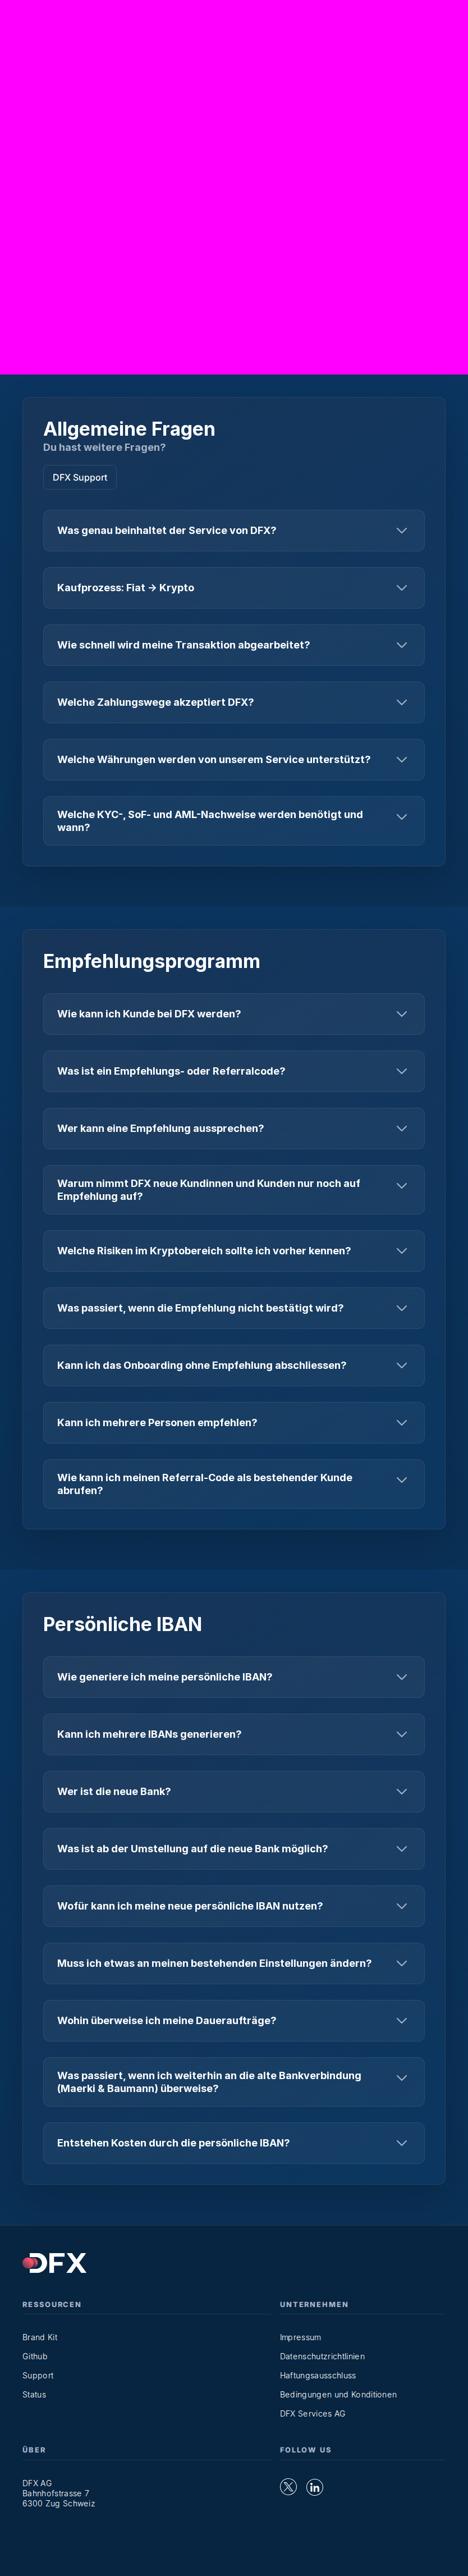 Allgemeine Fragen
Du hast weitere Fragen?
DFX Support
Was genau beinhaltet der Service von DFX?
Kaufprozess: Fiat → Krypto
Wie schnell wird meine Transaktion abgearbeitet?
Welche Zahlungswege akzeptiert DFX?
Welche Währungen werden von unserem Service unterstützt?
Welche KYC-, SoF- und AML-Nachweise werden benötigt und
wann?
Empfehlungsprogramm
Wie kann ich Kunde bei DFX werden?
Was ist ein Empfehlungs- oder Referralcode?
Wer kann eine Empfehlung aussprechen?
Warum nimmt DFX neue Kundinnen und Kunden nur noch auf
Empfehlung auf?
Welche Risiken im Kryptobereich sollte ich vorher kennen?
Was passiert, wenn die Empfehlung nicht bestätigt wird?
Kann ich das Onboarding ohne Empfehlung abschliessen?
Kann ich mehrere Personen empfehlen?
Wie kann ich meinen Referral-Code als bestehender Kunde
abrufen?
Persönliche IBAN
Wie generiere ich meine persönliche IBAN?
Kann ich mehrere IBANs generieren?
Wer ist die neue Bank?
Was ist ab der Umstellung auf die neue Bank möglich?
Wofür kann ich meine neue persönliche IBAN nutzen?
Muss ich etwas an meinen bestehenden Einstellungen ändern?
Wohin überweise ich meine Daueraufträge?
Was passiert, wenn ich weiterhin an die alte Bankverbindung
(Maerki & Baumann) überweise?
Entstehen Kosten durch die persönliche IBAN?
DFX
RESSOURCEN
Brand Kit
Github
Support
Status
UNTERNEHMEN
Impressum
Datenschutzrichtlinien
Haftungsausschluss
Bedingungen und Konditionen
DFX Services AG
ÜBER
DFX AG
Bahnhofstrasse 7
6300 Zug Schweiz
FOLLOW US